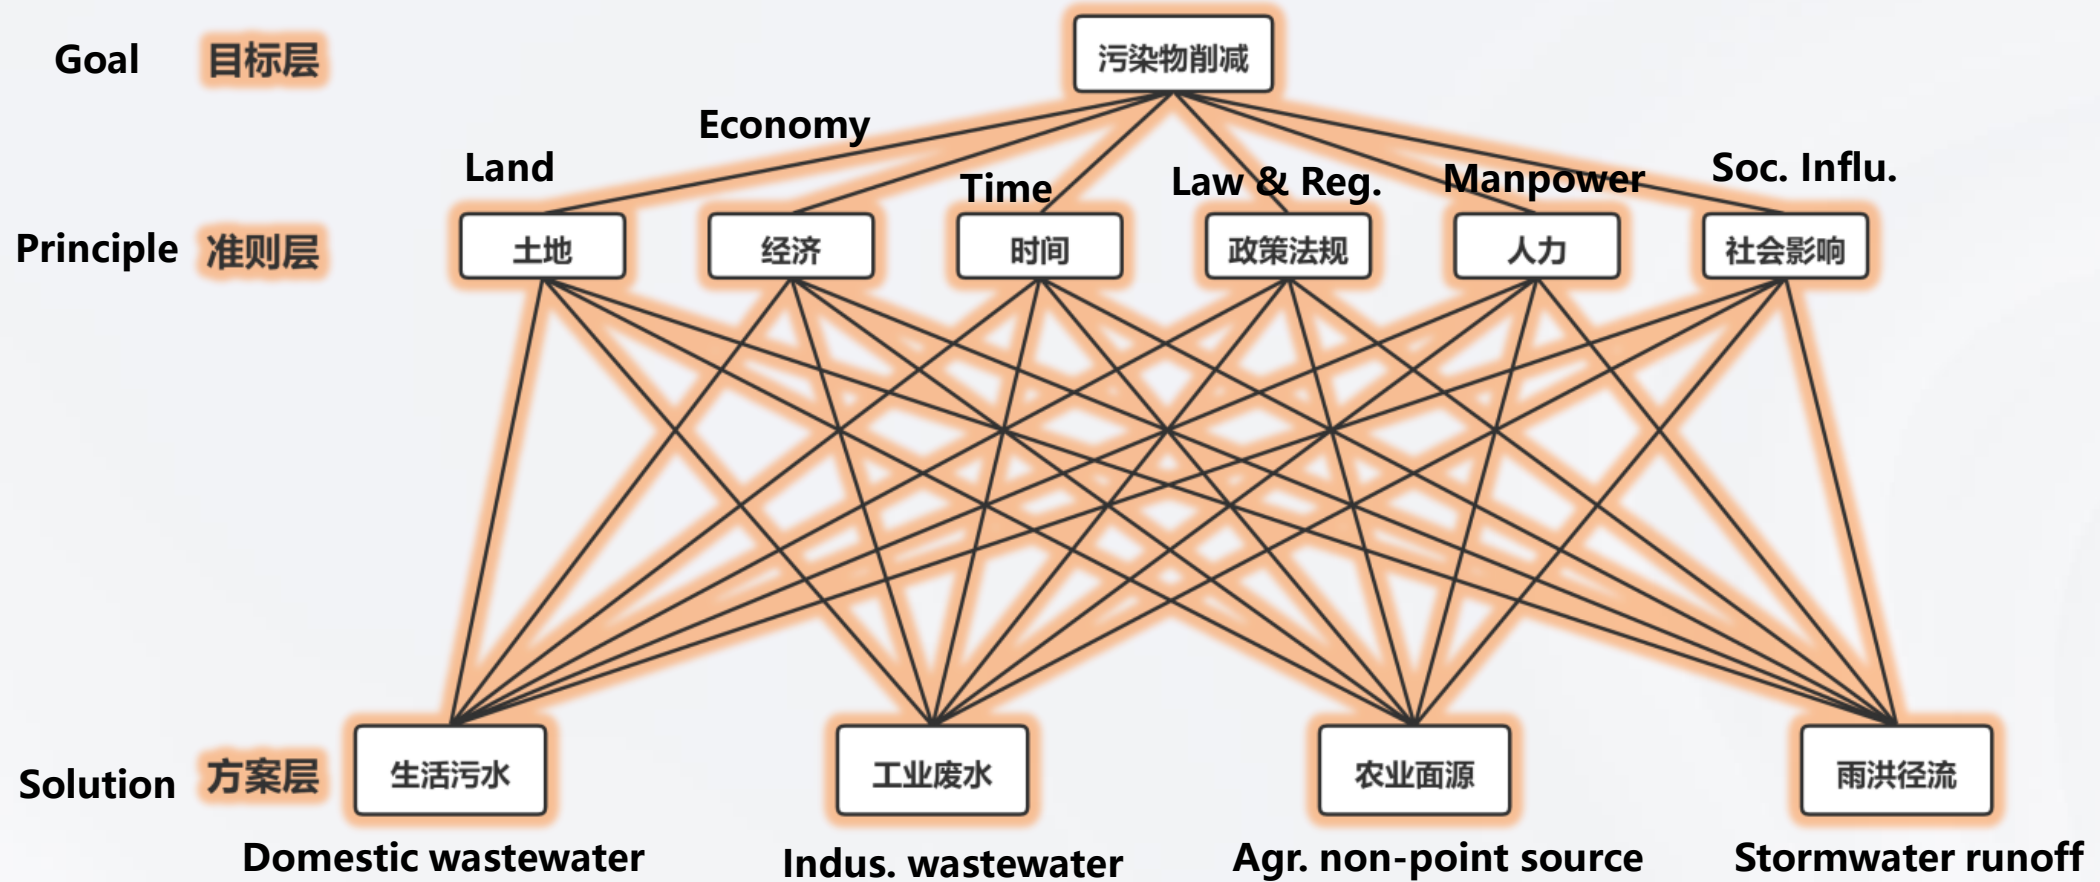 Goal 目标层 污染物削减
Economy
Land
Time
Law & Reg.
Manpower
Soc. Influ.
Principle 准则层 土地 经济 时间 政策法规 人力 社会影响
Solution 方案层 生活污水 工业废水 农业面源 雨洪径流
Domestic wastewater
Indus. wastewater
Agr. non-point source
Stormwater runoff